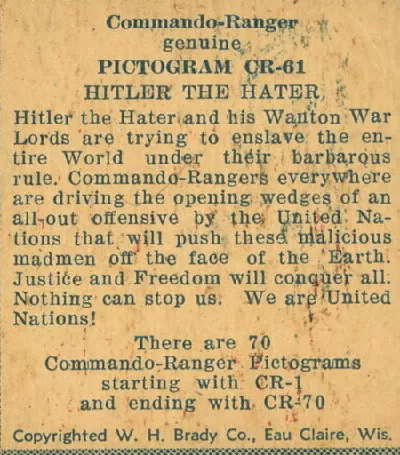 Commando-Ranger
genuine
PICTOGRAM CR-61
HITLER THE HATER
Hitler the Hater and his Wanton War
Lords are trying to enslave the en-
tire World under their barbarous
rule. Commando-Rangers everywhere
are driving the opening wedges of an
all-out offensive by the United Na-
tions that will push these malicious
madmen off the face of the Earth.
Justice and Freedom will conquer all.
Nothing can stop us. We are United
Nations!
There are 70
Commando-Ranger Pictograms
starting with CR-1
and ending with CR-70
Copyrighted W. H. Brady Co., Eau Claire, Wis.